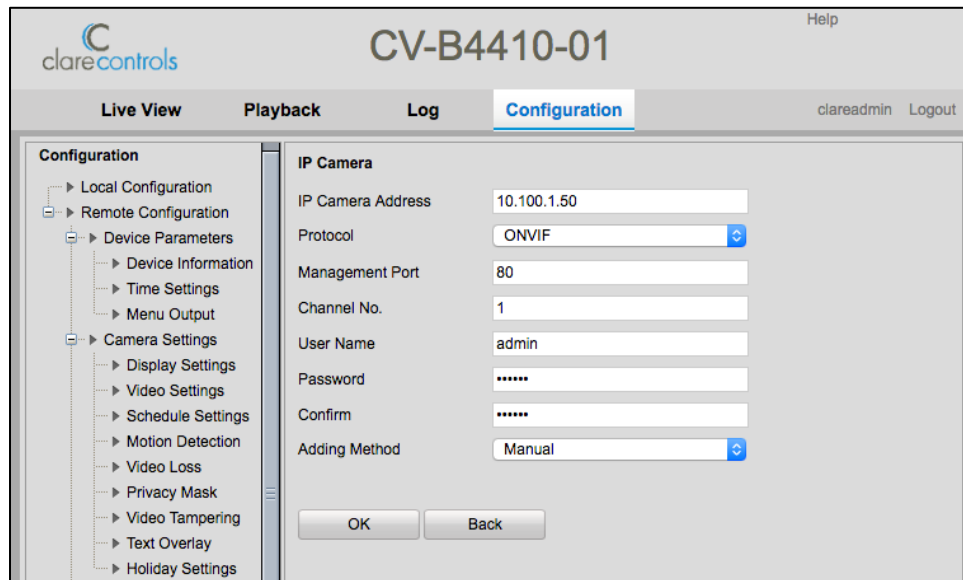 Help
clarecontrols
CV-B4410-01
Live View Playback Log Configuration clareadmin Logout
Configuration
Local Configuration
Remote Configuration
Device Parameters
Device Information
Time Settings
Menu Output
Camera Settings
Display Settings
Video Settings
Schedule Settings
Motion Detection
Video Loss
Privacy Mask
Video Tampering
Text Overlay
Holiday Settings
IP Camera
IP Camera Address 10.100.1.50
Protocol ONVIF
Management Port 80
Channel No. 1
User Name admin
Password ••••••
Confirm ••••••
Adding Method Manual
OK Back